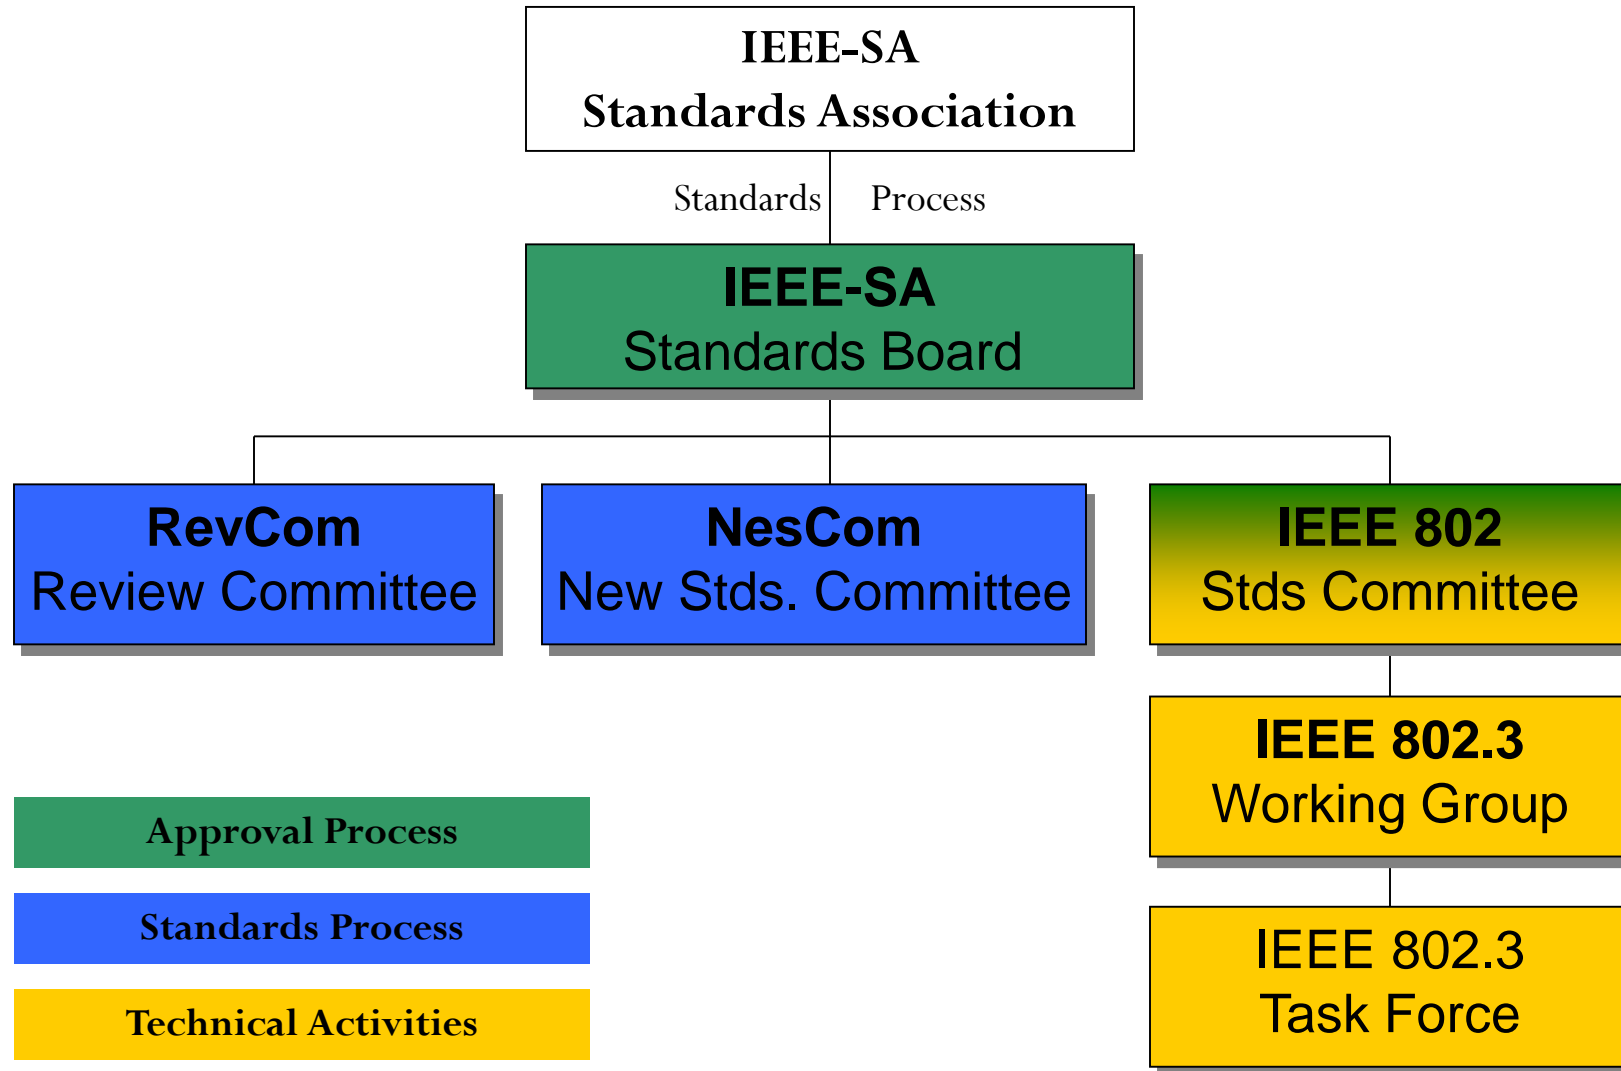 IEEE-SA
Standards Association
Standards Process
IEEE-SA
Standards Board
RevCom
Review Committee
NesCom
New Stds. Committee
IEEE 802
Stds Committee
IEEE 802.3
Working Group
IEEE 802.3
Task Force
Approval Process
Standards Process
Technical Activities